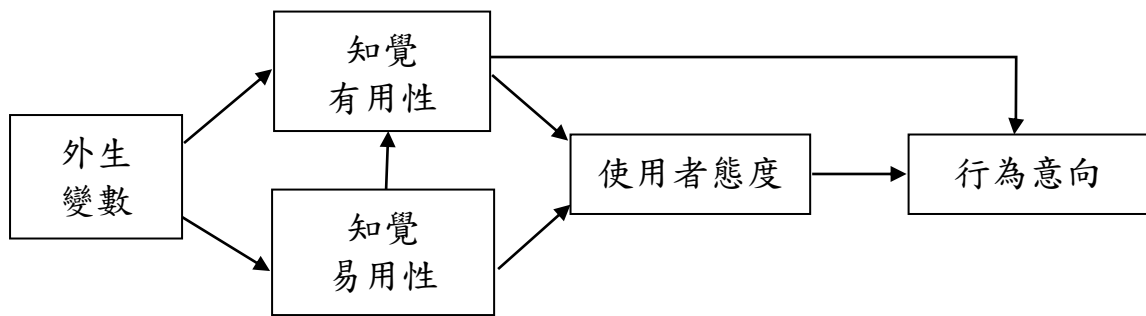 外生
變數
知覺
有用性
知覺
易用性
使用者態度
行為意向